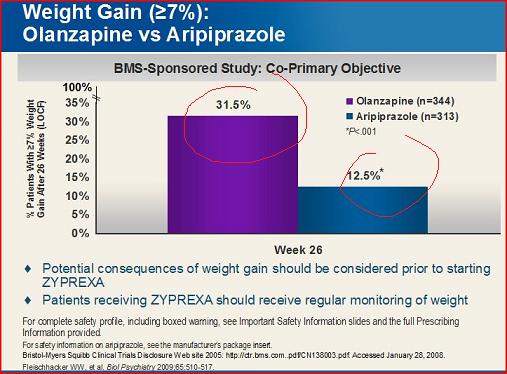 Weight Gain (≥7%):
Olanzapine vs Aripiprazole
BMS-Sponsored Study: Co-Primary Objective
% Patients With ≥7% Weight
Gain After 26 Weeks (LOCF)
100%
35%
30%
25%
20%
15%
10%
5%
0%
31.5%
12.5%*
Olanzapine (n=344)
Aripiprazole (n=313)
*P<.001
Week 26
♦ Potential consequences of weight gain should be considered prior to starting
ZYPREXA
♦ Patients receiving ZYPREXA should receive regular monitoring of weight
For complete safety profile, including boxed warning, see Important Safety Information slides and the full Prescribing
Information provided.
For safety information on aripiprazole, see the manufacturer's package insert.
Bristol-Myers Squibb Clinical Trials Disclosure Web site 2005: http://ctr.bms.com..pdf/CN138003.pdf. Accessed January 28, 2008.
Fleischhacker WW, et al. Biol Psychiatry 2009;65:510-517.